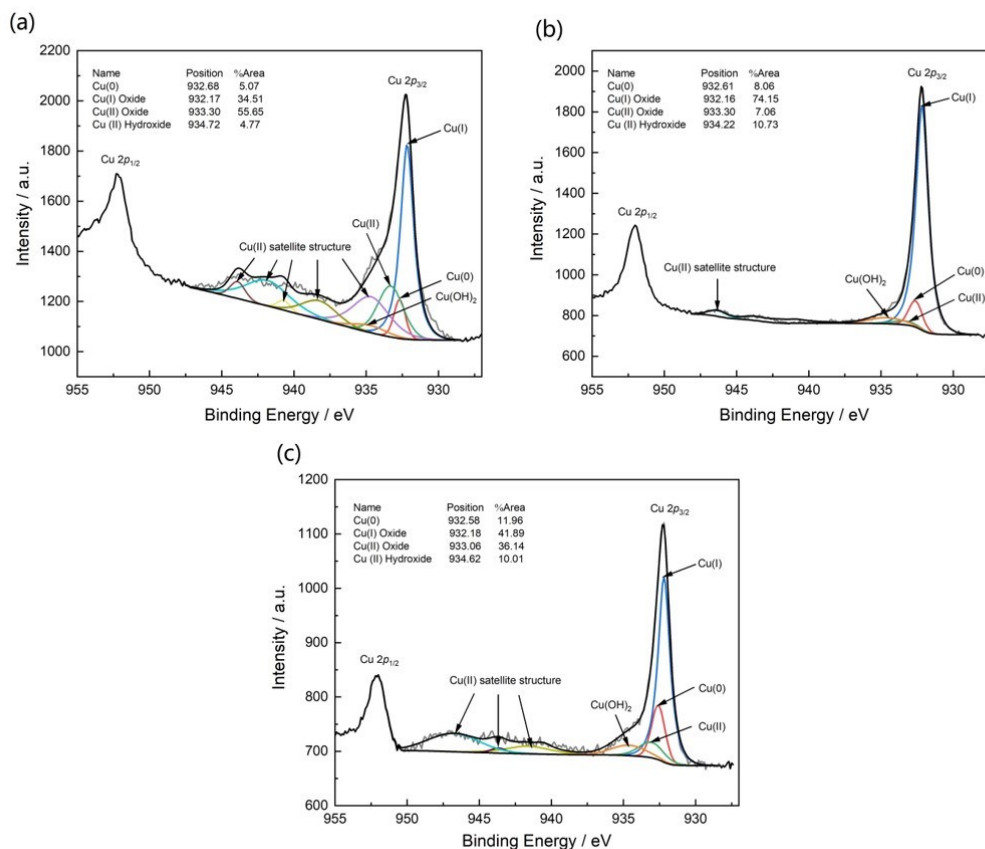 (a)
2200
2000
1800
1600
1400
1200
1000
Intensity / a.u.
Name Position %Area
Cu(0) 932.68 5.07
Cu(I) Oxide 932.17 34.51
Cu(II) Oxide 933.30 55.65
Cu (II) Hydroxide 934.72 4.77
Cu 2p3/2
Cu(I)
Cu 2p1/2
Cu(II)
Cu(II) satellite structure
Cu(0)
Cu(OH)2
955 950 945 940 935 930
Binding Energy / eV
(b)
2000
1800
1600
1400
1200
1000
800
600
Intensity / a.u.
Name Position %Area
Cu(0) 932.61 8.06
Cu(I) Oxide 932.16 74.15
Cu(II) Oxide 933.30 7.06
Cu (II) Hydroxide 934.22 10.73
Cu 2p3/2
Cu(I)
Cu 2p1/2
Cu(II) satellite structure
Cu(OH)2
Cu(0)
Cu(II)
955 950 945 940 935 930
Binding Energy / eV
(c)
1200
1100
1000
900
800
700
600
Intensity / a.u.
Name Position %Area
Cu(0) 932.58 11.96
Cu(I) Oxide 932.18 41.89
Cu(II) Oxide 933.06 36.14
Cu (II) Hydroxide 934.62 10.01
Cu 2p3/2
Cu(I)
Cu 2p1/2
Cu(II) satellite structure
Cu(OH)2
Cu(0)
Cu(II)
955 950 945 940 935 930
Binding Energy / eV